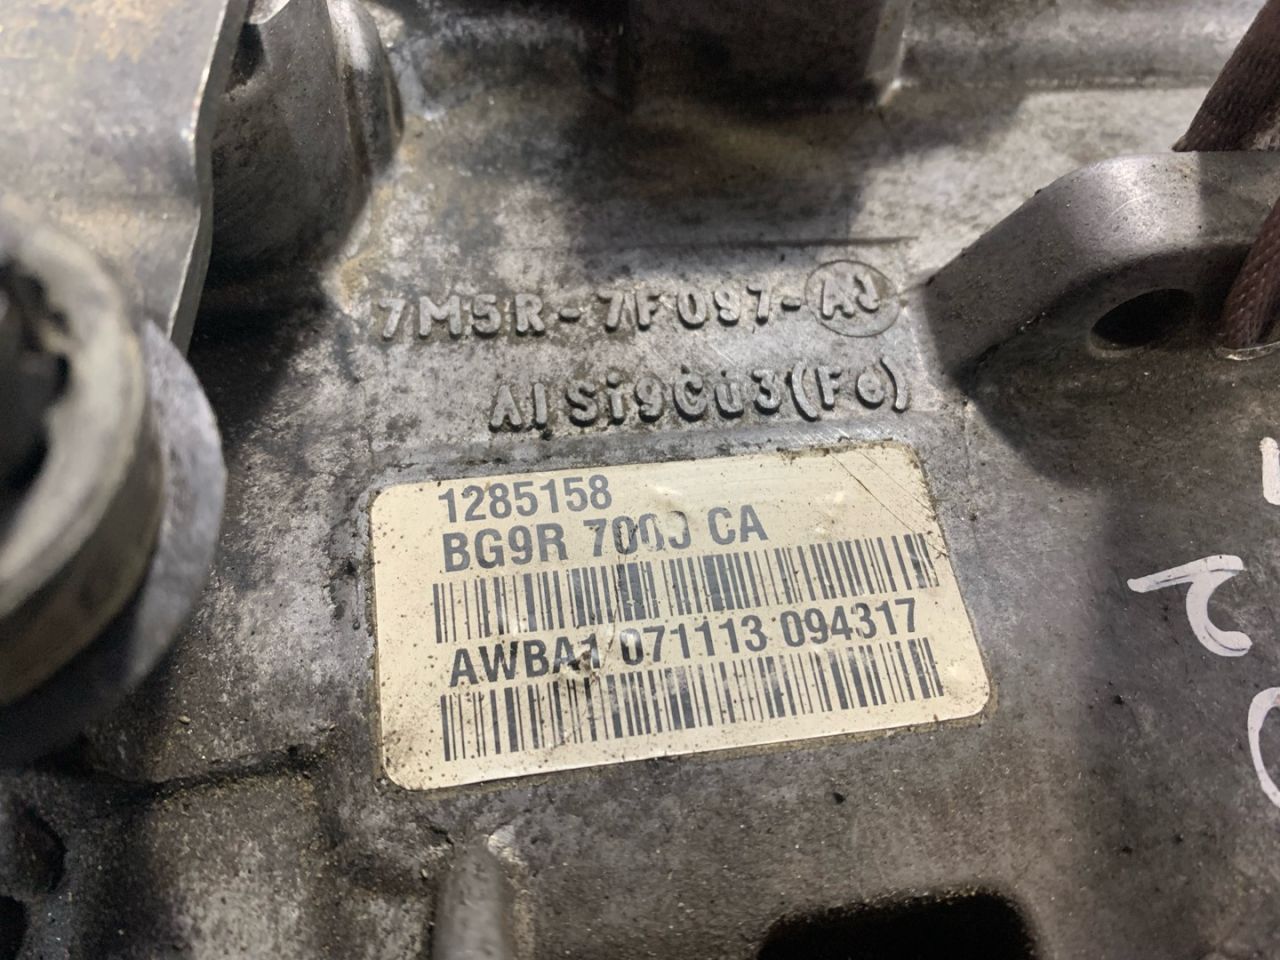 7M5R-7F097-AJ
AlSi9Cu3(Fe)
1285158
BG9R 7000 CA
AWBA1 071113 094317